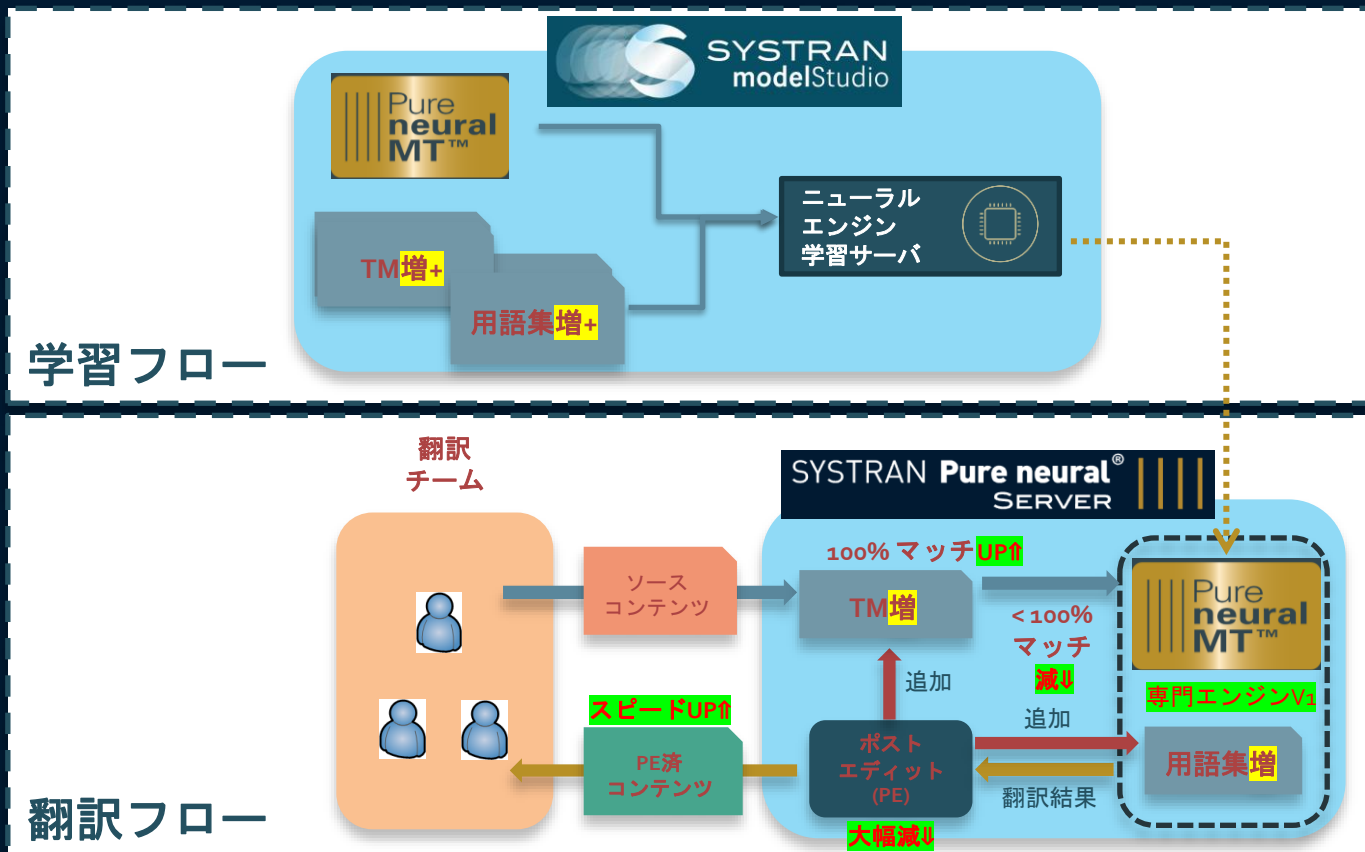 SYSTRAN
modelStudio
Pure
neural
MT™
ニューラル
エンジン
学習サーバ
TM増+
用語集増+
学習フロー
翻訳
チーム
SYSTRAN Pure neural®
SERVER
100% マッチUP⇑
ソース
コンテンツ
TM増
Pure
neural
MT™
< 100%
マッチ
減⇓
追加
専門エンジンV1
スピードUP⇑
追加
PE済
コンテンツ
ポスト
エディット
(PE)
用語集増
翻訳結果
翻訳フロー
大幅減⇓